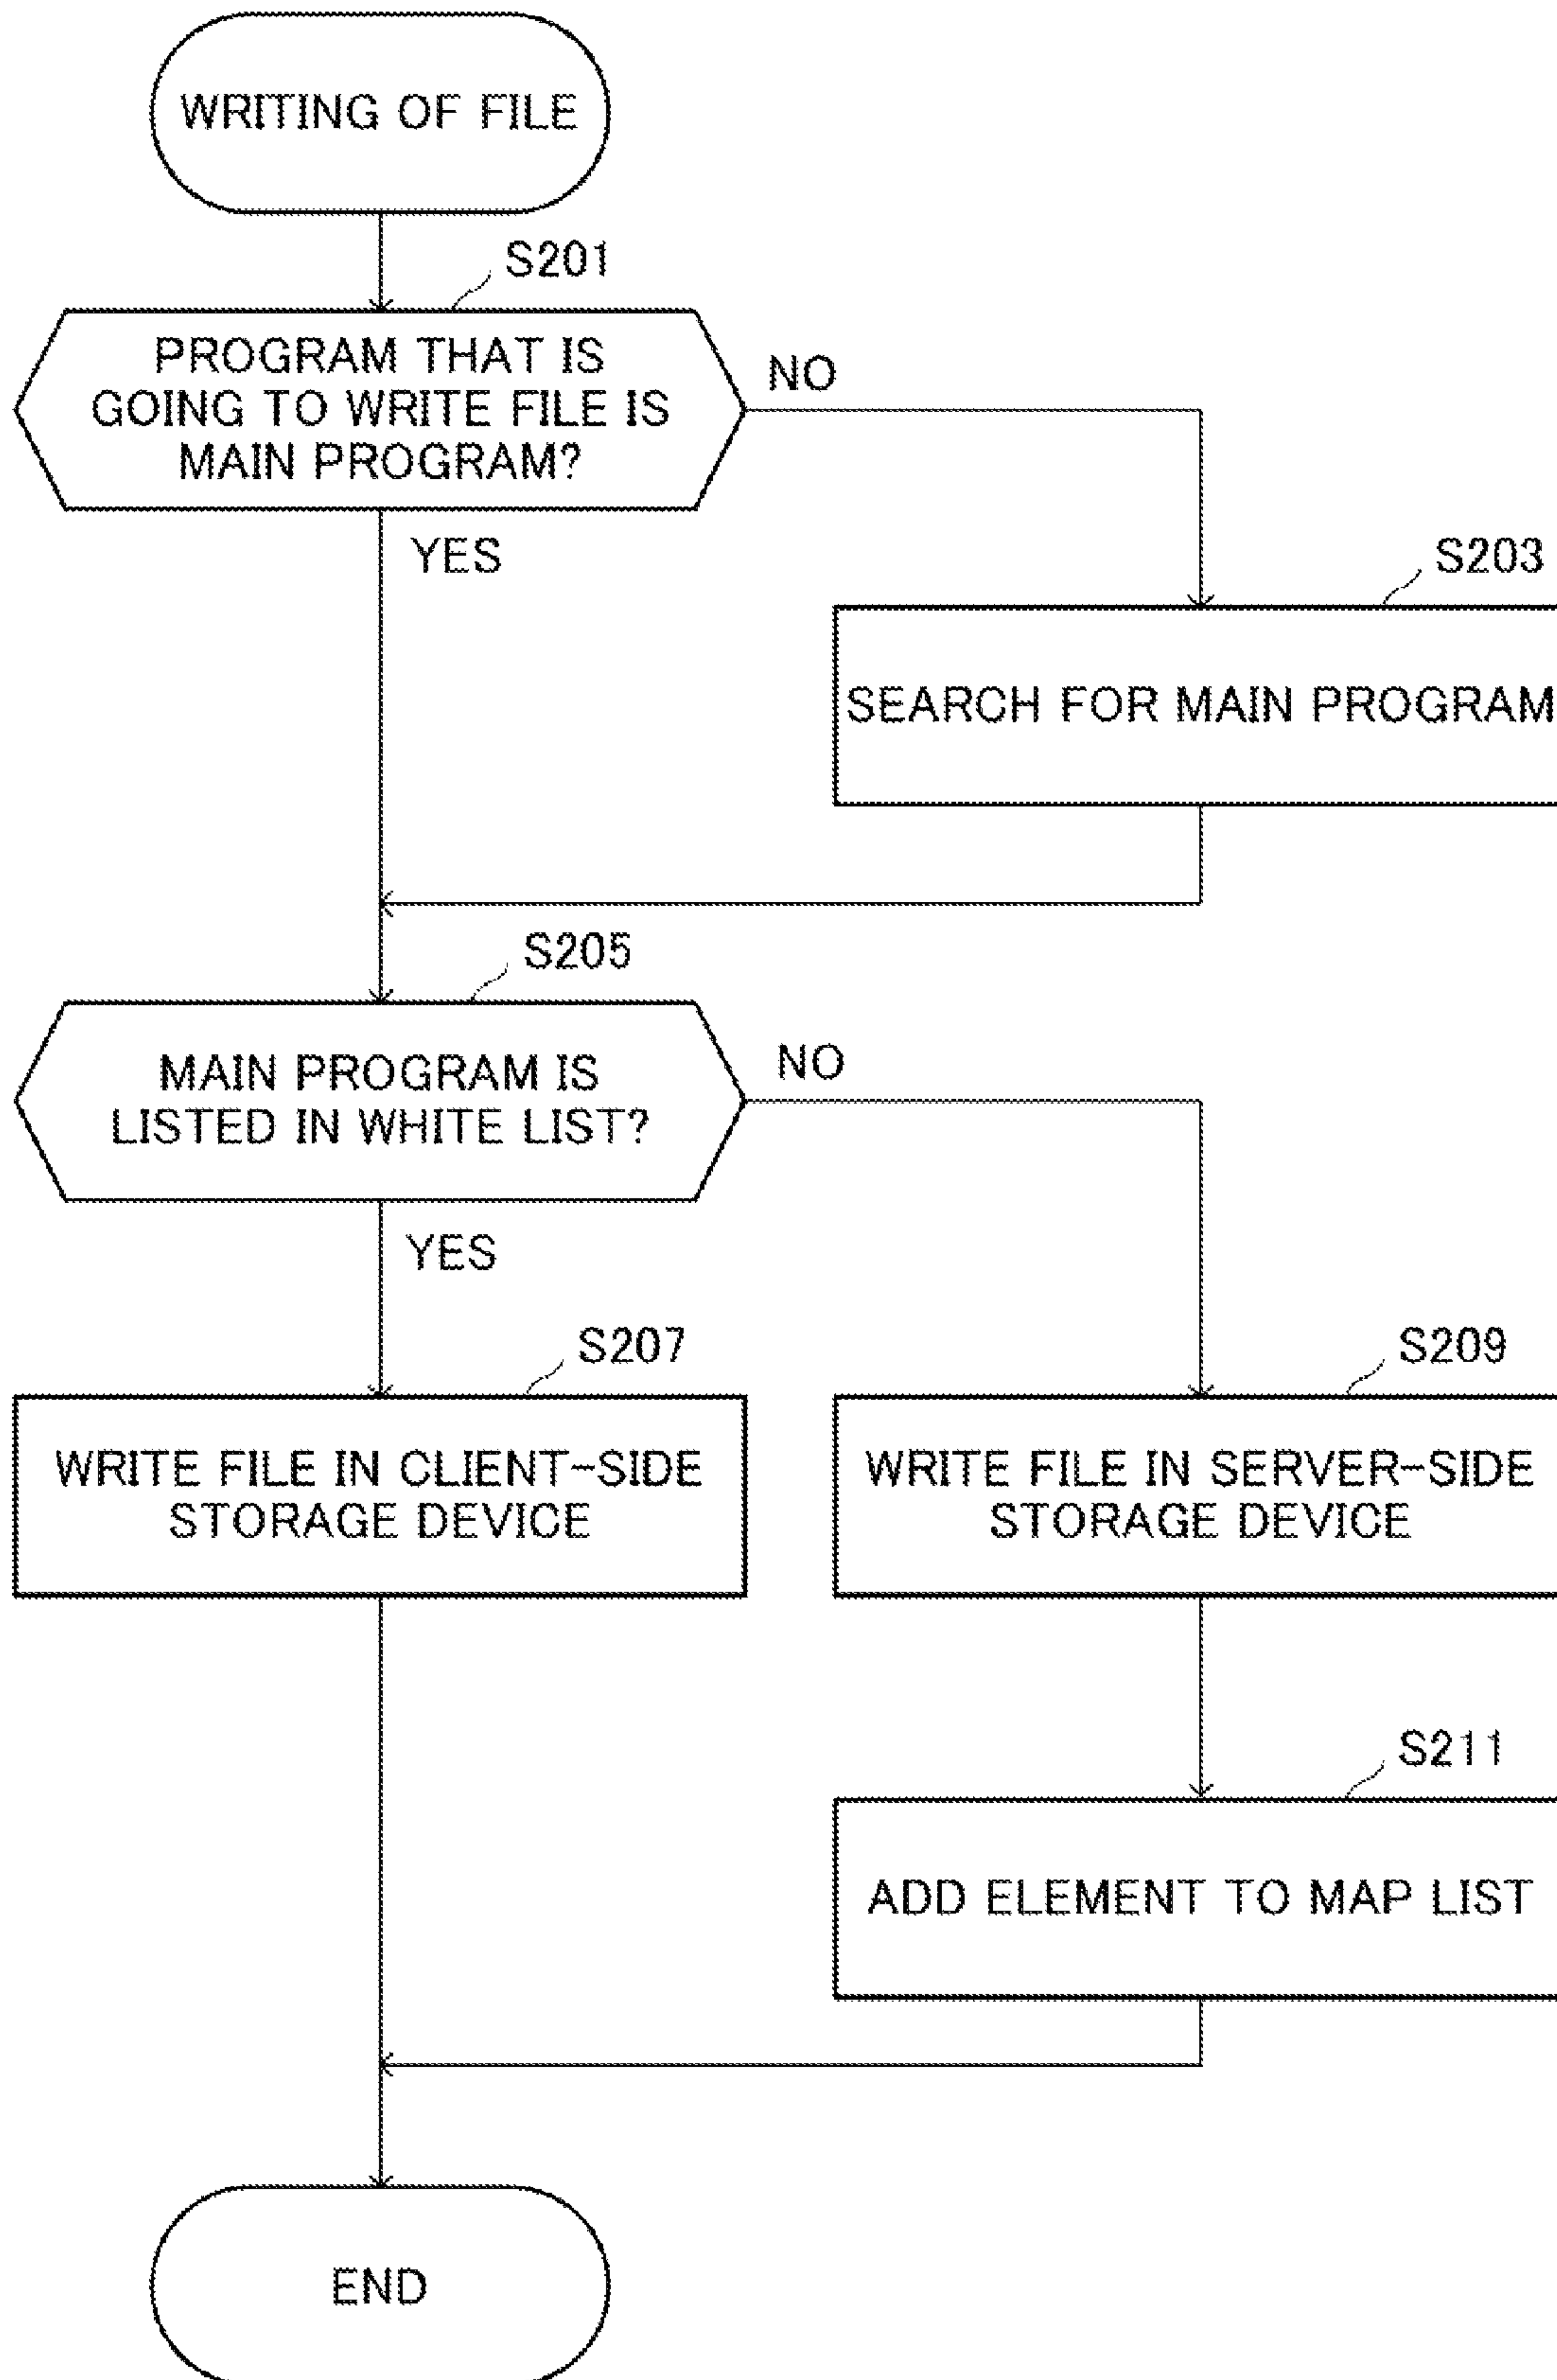 WRITING OF FILE
S201
PROGRAM THAT IS
GOING TO WRITE FILE IS
MAIN PROGRAM?
NO
YES
S203
SEARCH FOR MAIN PROGRAM
S205
MAIN PROGRAM IS
LISTED IN WHITE LIST?
NO
YES
S207
WRITE FILE IN CLIENT-SIDE
STORAGE DEVICE
S209
WRITE FILE IN SERVER-SIDE
STORAGE DEVICE
S211
ADD ELEMENT TO MAP LIST
END